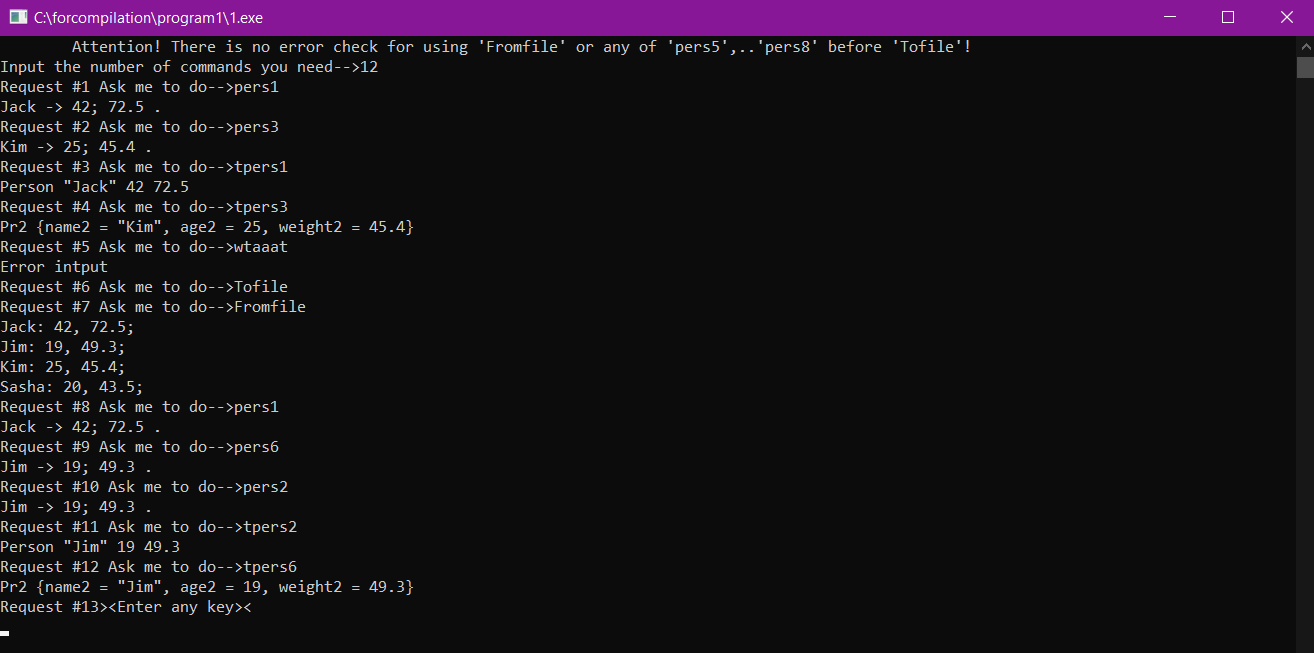 C:\forcompilation\program1\1.exe
Attention! There is no error check for using 'Fromfile' or any of 'pers5',..'pers8' before 'Tofile'!
Input the number of commands you need-->12
Request #1 Ask me to do-->pers1
Jack -> 42; 72.5 .
Request #2 Ask me to do-->pers3
Kim -> 25; 45.4 .
Request #3 Ask me to do-->tpers1
Person "Jack" 42 72.5
Request #4 Ask me to do-->tpers3
Pr2 {name2 = "Kim", age2 = 25, weight2 = 45.4}
Request #5 Ask me to do-->wtaaat
Error intput
Request #6 Ask me to do-->Tofile
Request #7 Ask me to do-->Fromfile
Jack: 42, 72.5;
Jim: 19, 49.3;
Kim: 25, 45.4;
Sasha: 20, 43.5;
Request #8 Ask me to do-->pers1
Jack -> 42; 72.5 .
Request #9 Ask me to do-->pers6
Jim -> 19; 49.3 .
Request #10 Ask me to do-->pers2
Jim -> 19; 49.3 .
Request #11 Ask me to do-->tpers2
Person "Jim" 19 49.3
Request #12 Ask me to do-->tpers6
Pr2 {name2 = "Jim", age2 = 19, weight2 = 49.3}
Request #13><Enter any key><